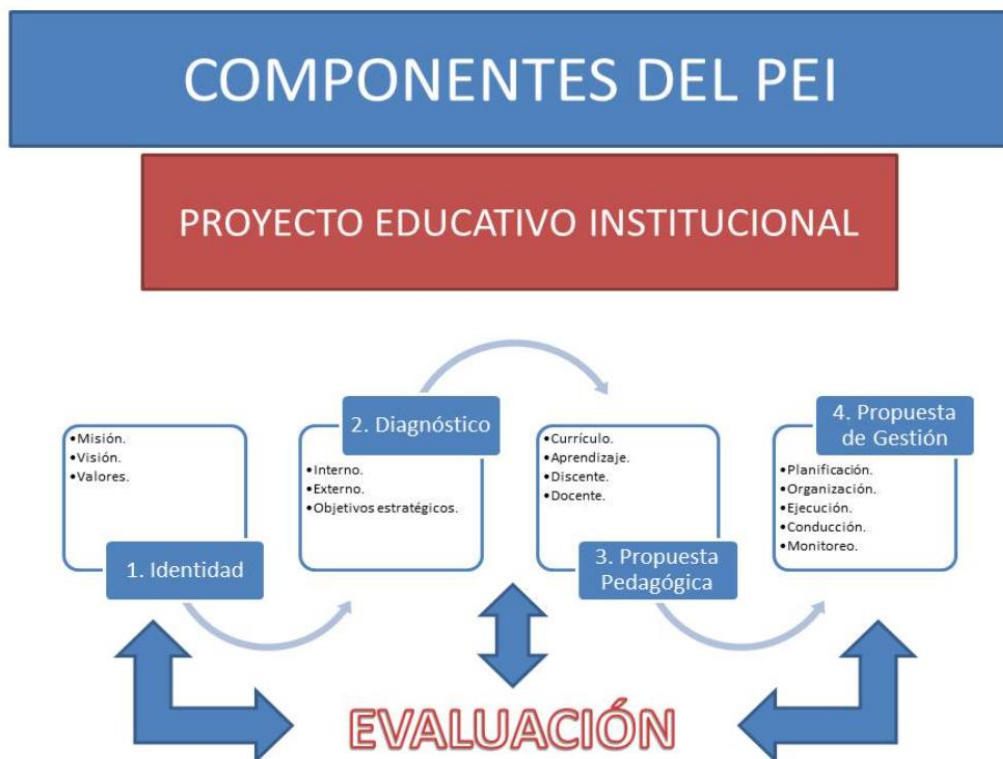 COMPONENTES DEL PEI
PROYECTO EDUCATIVO INSTITUCIONAL
•Misión.
•Visión.
•Valores.
1. Identidad
2. Diagnóstico
•Interno.
•Externo.
•Objetivos estratégicos.
•Currículo.
•Aprendizaje.
•Discente.
•Docente.
3. Propuesta
Pedagógica
4. Propuesta
de Gestión
•Planificación.
•Organización.
•Ejecución.
•Conducción.
•Monitoreo.
EVALUACIÓN